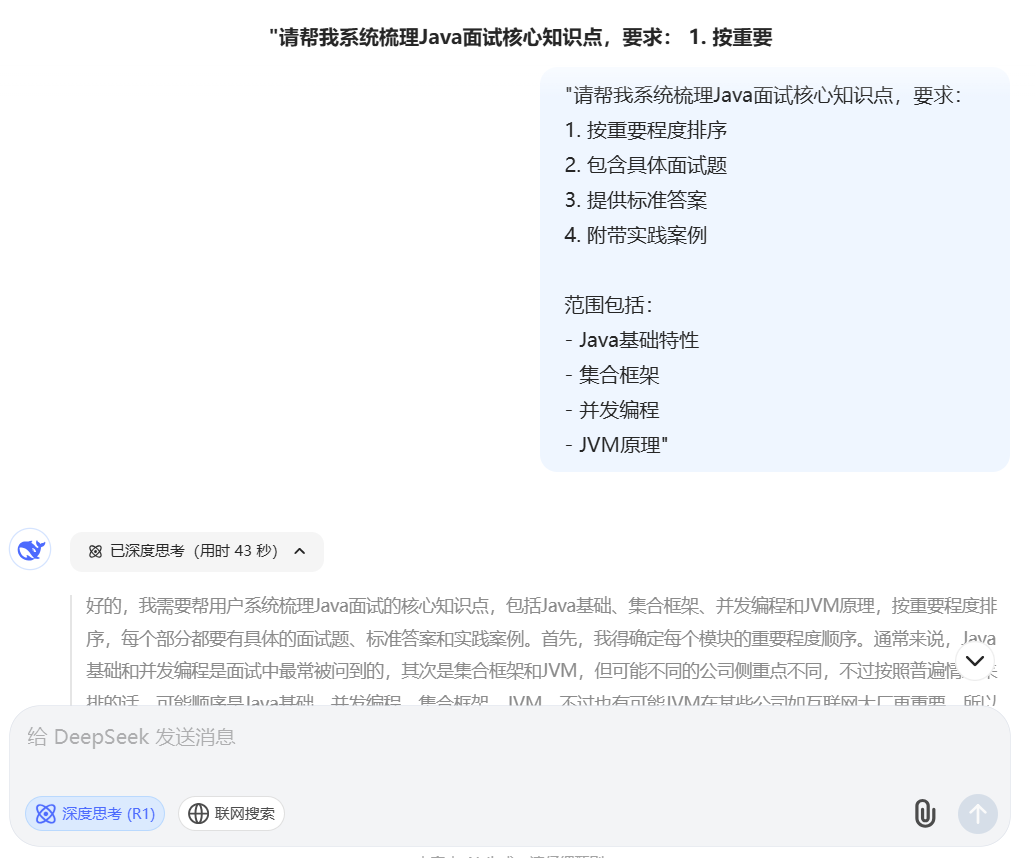 "请帮我系统梳理Java面试核心知识点，要求： 1. 按重要
"请帮我系统梳理Java面试核心知识点，要求：
1. 按重要程度排序
2. 包含具体面试题
3. 提供标准答案
4. 附带实践案例
范围包括：
- Java基础特性
- 集合框架
- 并发编程
- JVM原理"
已深度思考（用时 43 秒）
好的，我需要帮用户系统梳理Java面试的核心知识点，包括Java基础、集合框架、并发编程和JVM原理，按重要程度排
序，每个部分都要有具体的面试题、标准答案和实践案例。首先，我得确定每个模块的重要程度顺序。通常来说，Java
基础和并发编程是面试中最常被问到的，其次是集合框架和JVM，但可能不同的公司侧重点不同，不过按照普遍情 来
排的话，可能顺序是Java基础、并发编程、集合框架、JVM。不过也有可能JVM在某些公司如互联网大厂更重要，所以
给 DeepSeek 发送消息
深度思考 (R1)
联网搜索